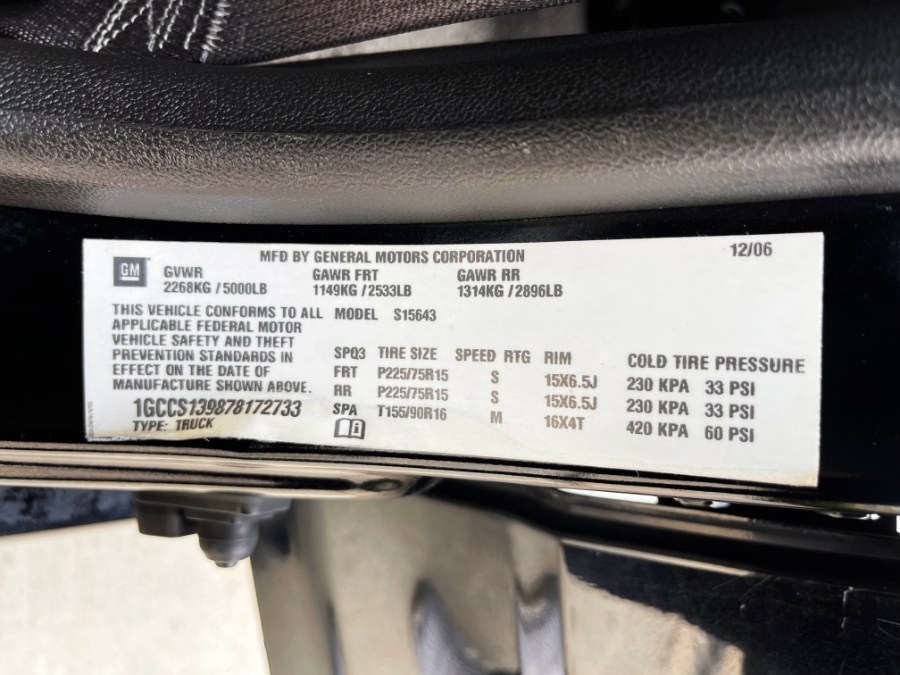 MFD BY GENERAL MOTORS CORPORATION 12/06
GM
GVWR GAWR FRT GAWR RR
2268KG / 5000LB 1149KG / 2533LB 1314KG / 2896LB
THIS VEHICLE CONFORMS TO ALL
APPLICABLE FEDERAL MOTOR
VEHICLE SAFETY AND THEFT
PREVENTION STANDARDS IN
EFFECT ON THE DATE OF
MANUFACTURE SHOWN ABOVE.
1GCCS139878172733
TYPE: TRUCK
MODEL S15643
SPQ3 TIRE SIZE SPEED RTG RIM COLD TIRE PRESSURE
FRT P225/75R15 S 15X6.5J 230 KPA 33 PSI
RR P225/75R15 S 15X6.5J 230 KPA 33 PSI
SPA T155/90R16 M 16X4T 420 KPA 60 PSI